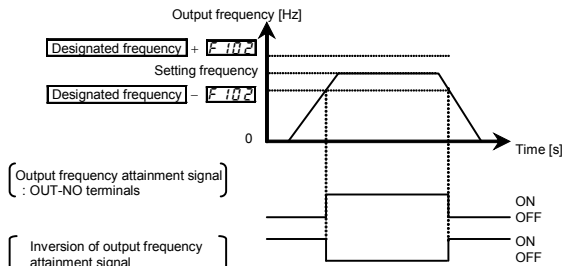 Output frequency [Hz]
Designated frequency + F 102
Setting frequency
Designated frequency − F 102
0
Time [s]
Output frequency attainment signal
: OUT-NO terminals
ON
OFF
Inversion of output frequency
attainment signal
ON
OFF